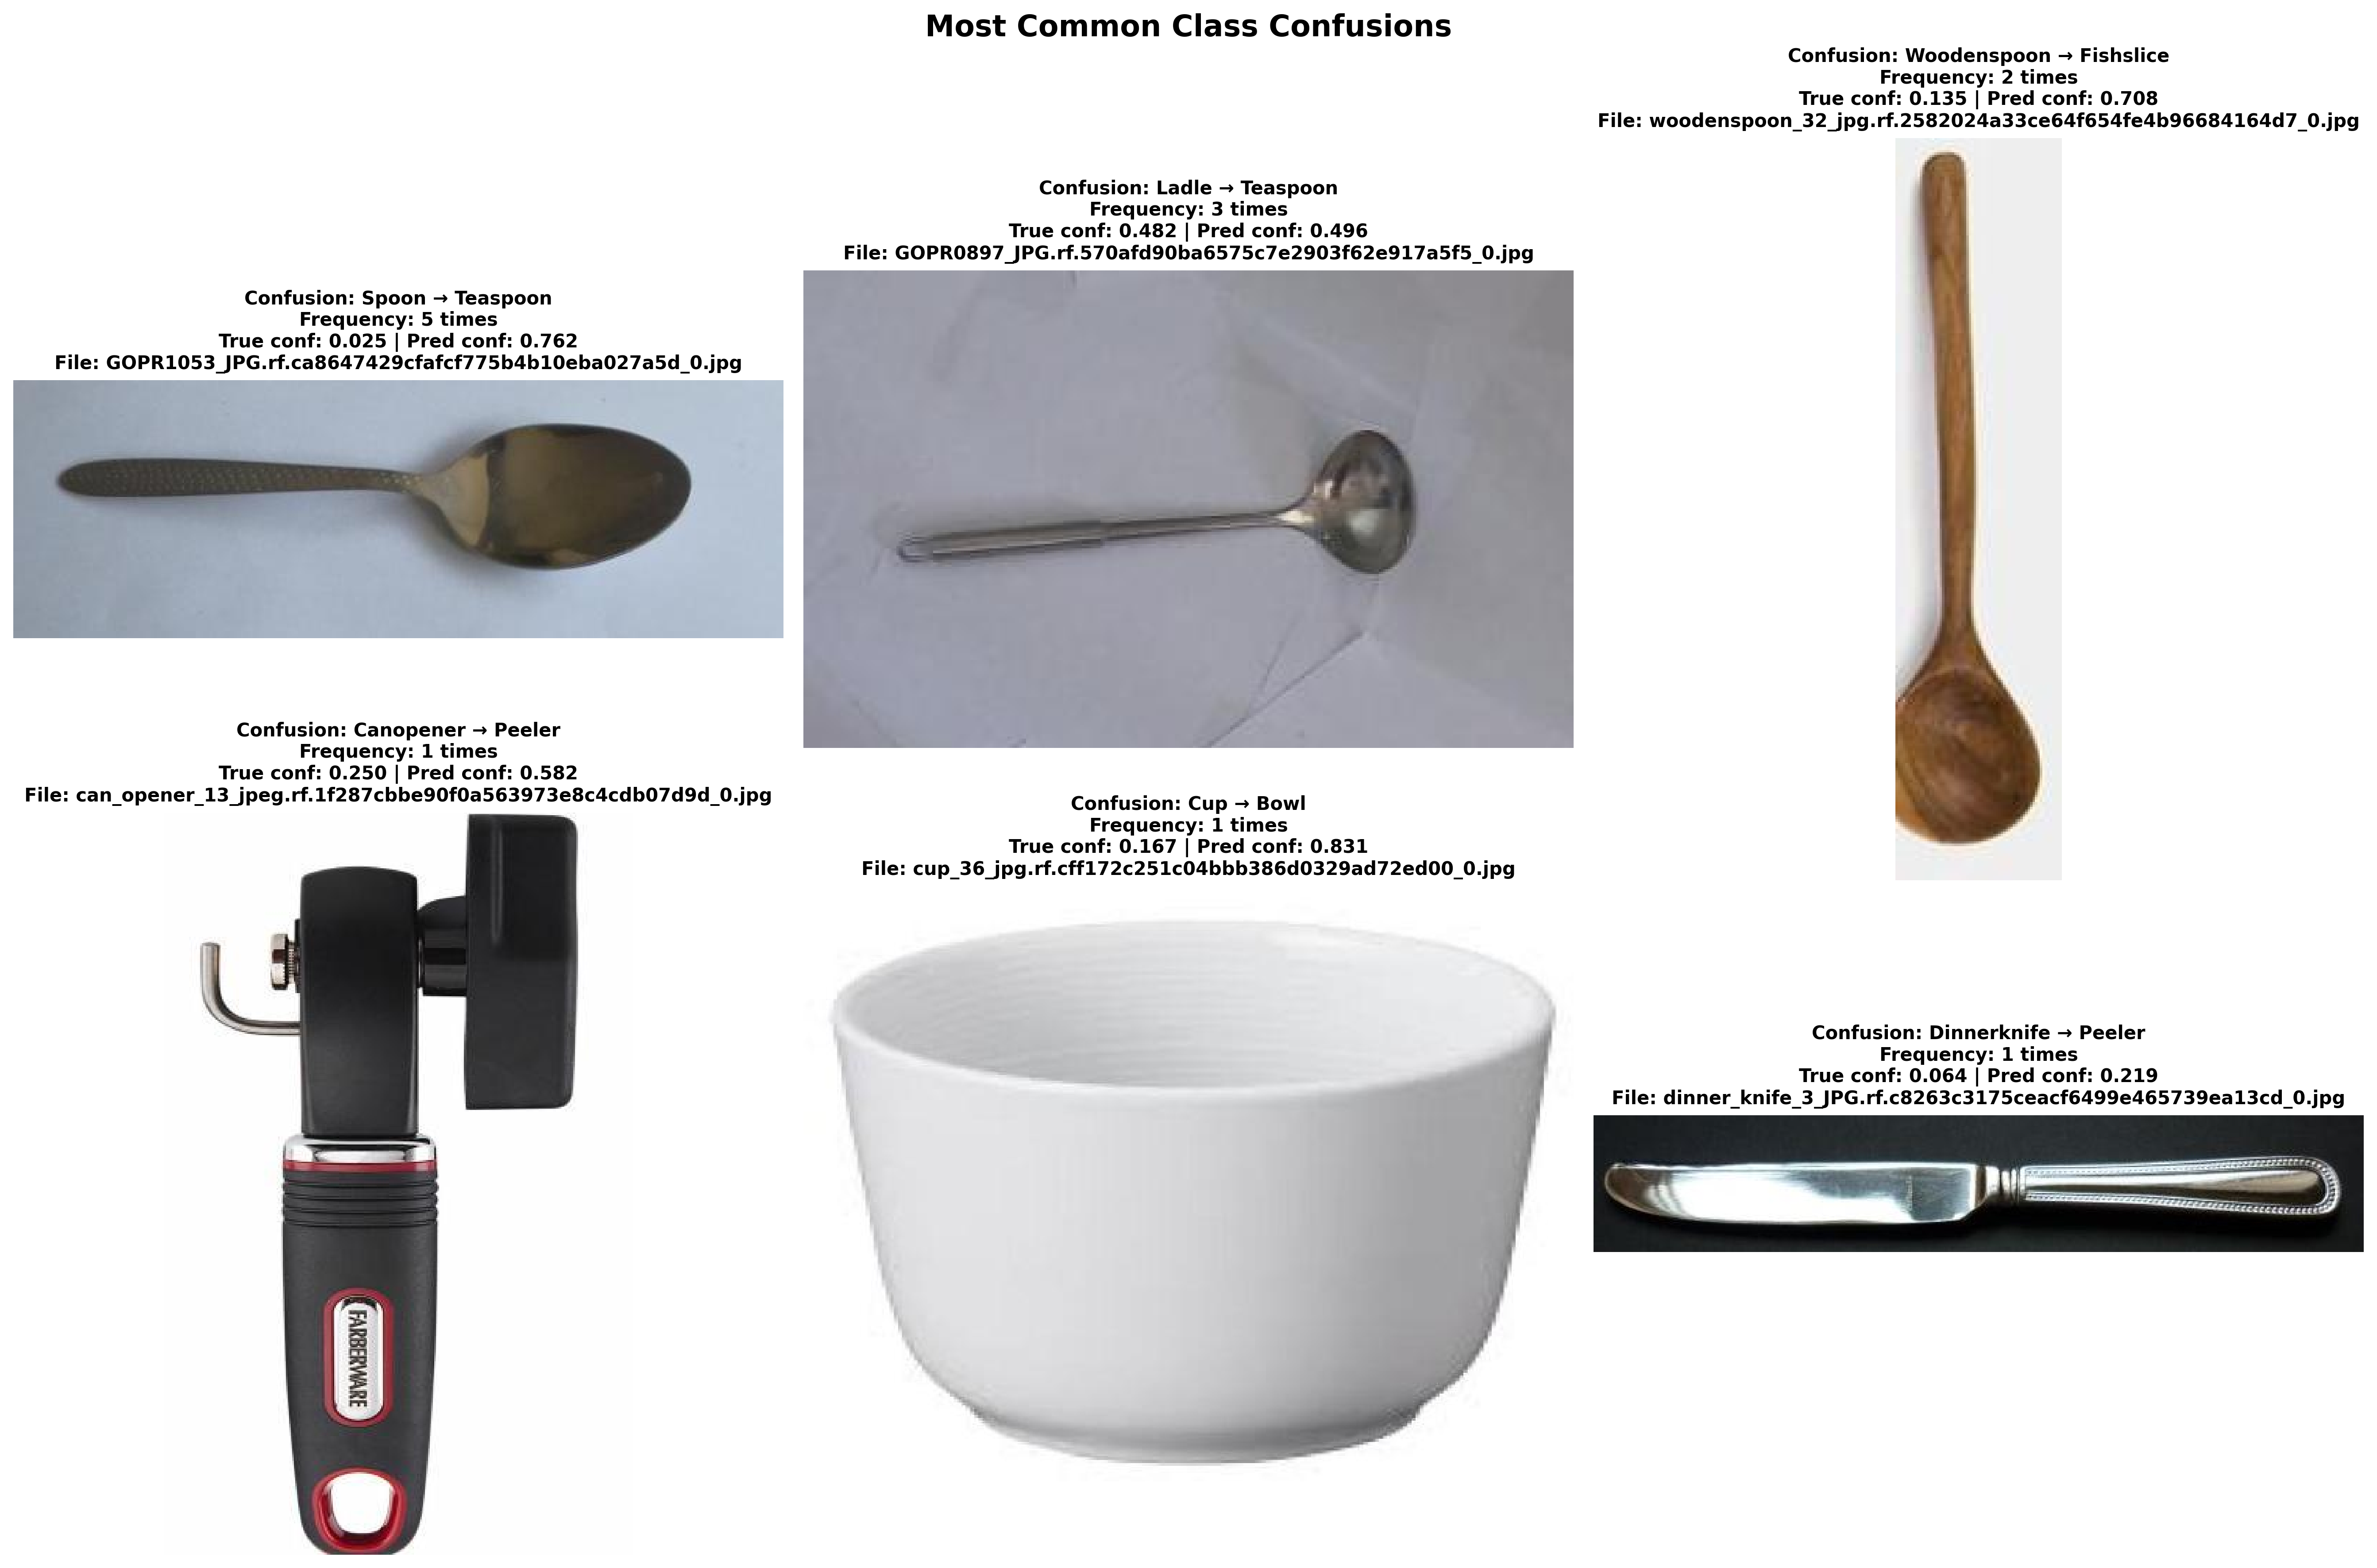 Most Common Class Confusions
Confusion: Spoon → Teaspoon
Frequency: 5 times
True conf: 0.025 | Pred conf: 0.762
File: GOPR1053_JPG.rf.ca8647429cfafcf775b4b10eba027a5d_0.jpg
Confusion: Ladle → Teaspoon
Frequency: 3 times
True conf: 0.482 | Pred conf: 0.496
File: GOPR0897_JPG.rf.570afd90ba6575c7e2903f62e917a5f5_0.jpg
Confusion: Woodenspoon → Fishslice
Frequency: 2 times
True conf: 0.135 | Pred conf: 0.708
File: woodenspoon_32_jpg.rf.2582024a33ce64f654fe4b96684164d7_0.jpg
Confusion: Canopener → Peeler
Frequency: 1 times
True conf: 0.250 | Pred conf: 0.582
File: can_opener_13_jpeg.rf.1f287cbbe90f0a563973e8c4cdb07d9d_0.jpg
FARBERWARE
Confusion: Cup → Bowl
Frequency: 1 times
True conf: 0.167 | Pred conf: 0.831
File: cup_36_jpg.rf.cff172c251c04bbb386d0329ad72ed00_0.jpg
Confusion: Dinnerknife → Peeler
Frequency: 1 times
True conf: 0.064 | Pred conf: 0.219
File: dinner_knife_3_JPG.rf.c8263c3175ceacf6499e465739ea13cd_0.jpg